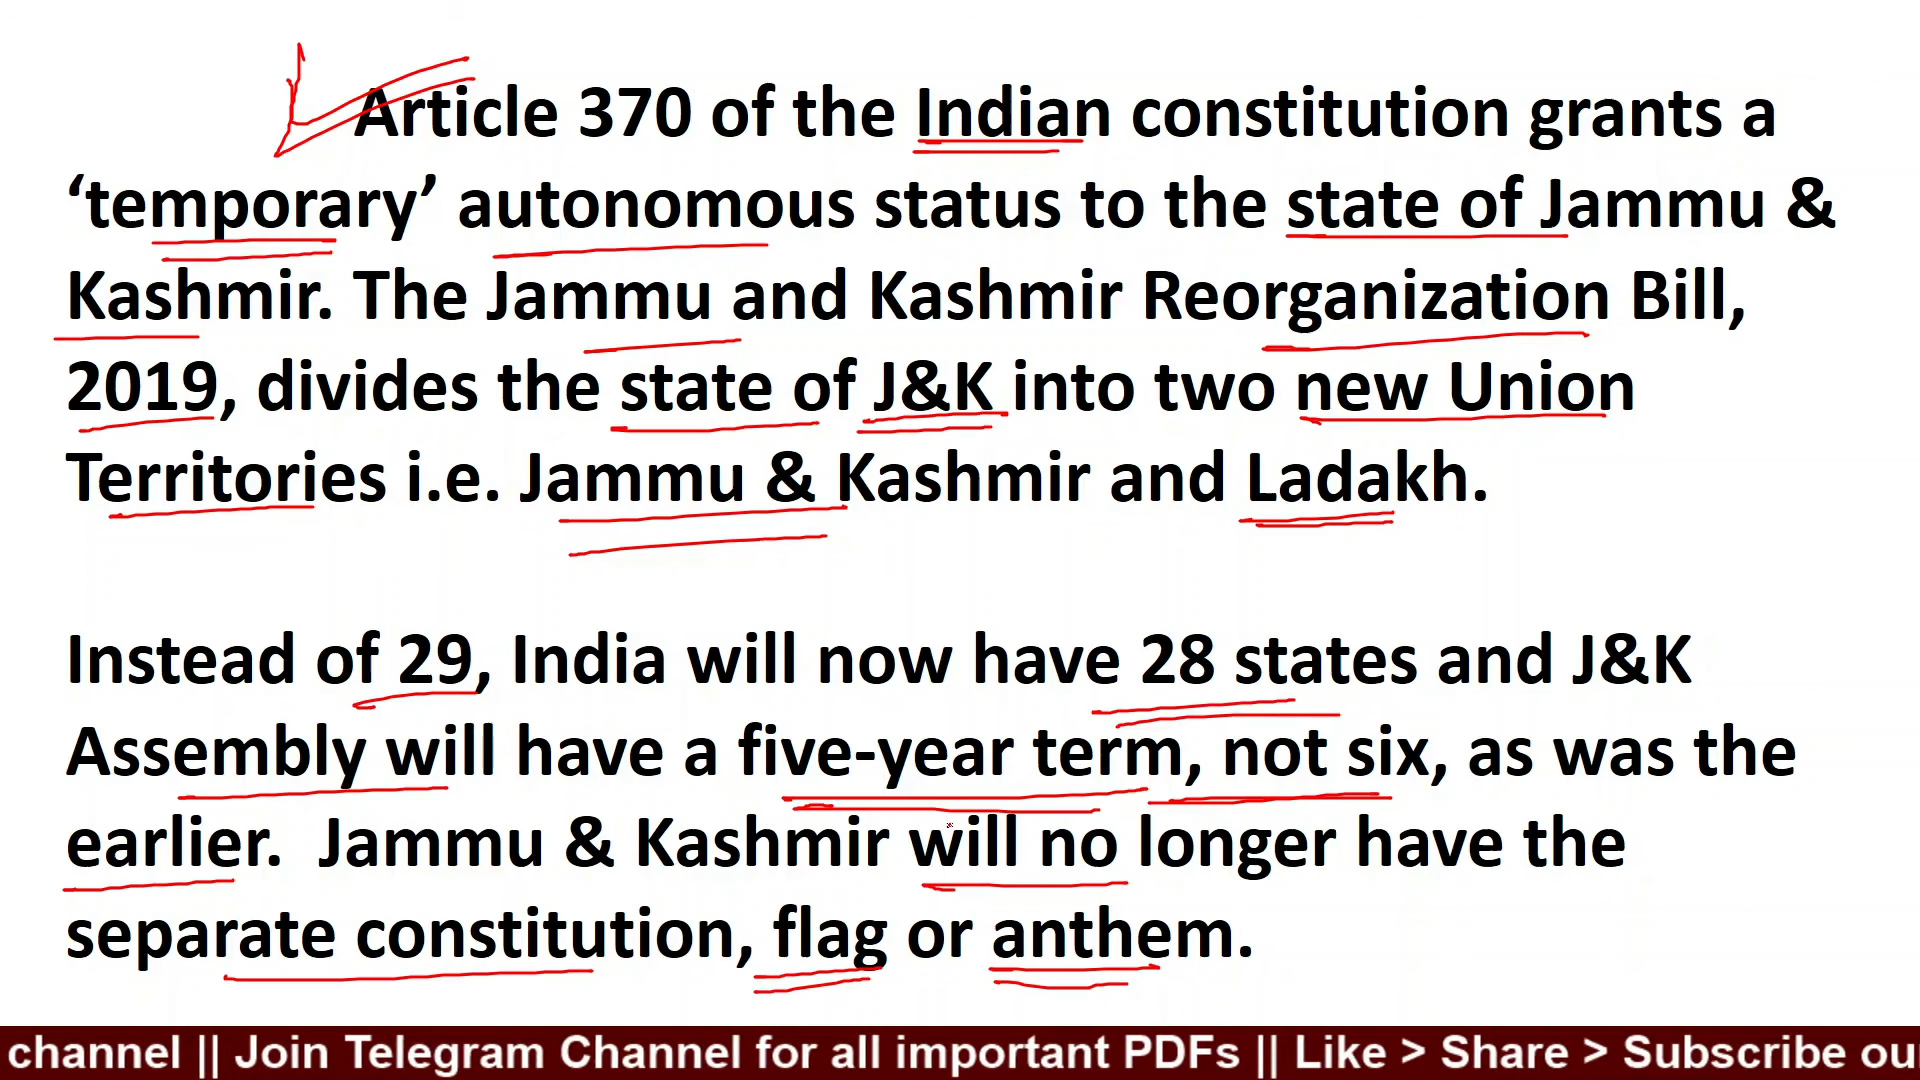 Article 370 of the Indian constitution grants a
‘temporary’ autonomous status to the state of Jammu &
Kashmir. The Jammu and Kashmir Reorganization Bill,
2019, divides the state of J&K into two new Union
Territories i.e. Jammu & Kashmir and Ladakh.
Instead of 29, India will now have 28 states and J&K
Assembly will have a five-year term, not six, as was the
earlier. Jammu & Kashmir will no longer have the
separate constitution, flag or anthem.
channel || Join Telegram Channel for all important PDFs || Like > Share > Subscribe ou